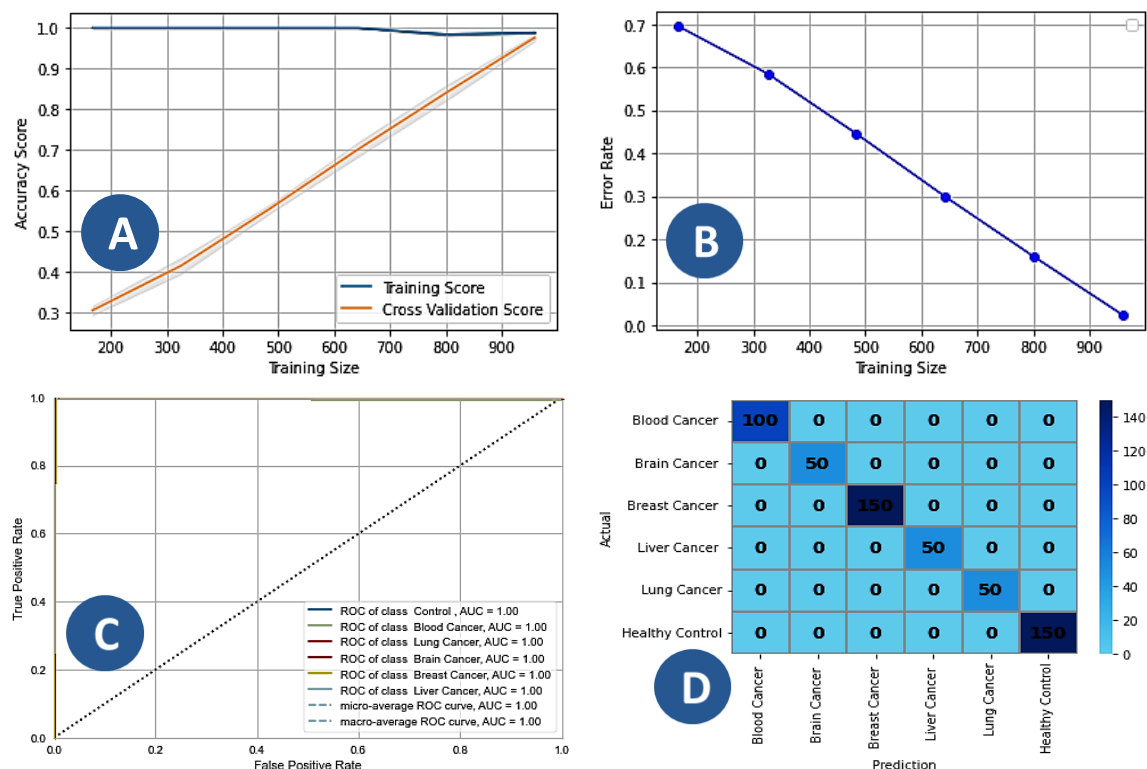 1.0
0.9
0.8
0.7
0.6
0.5
0.4
0.3
Accuracy Score
A
Training Score
Cross Validation Score
200 300 400 500 600 700 800 900
Training Size
0.7
0.6
0.5
0.4
0.3
0.2
0.1
0.0
Error Rate
B
200 300 400 500 600 700 800 900
Training Size
1.0
0.8
0.6
0.4
0.2
0.0
True Positive Rate
C
ROC of class Control , AUC = 1.00
ROC of class Blood Cancer, AUC = 1.00
ROC of class Lung Cancer, AUC = 1.00
ROC of class Brain Cancer, AUC = 1.00
ROC of class Breast Cancer, AUC = 1.00
ROC of class Liver Cancer, AUC = 1.00
micro-average ROC curve, AUC = 1.00
macro-average ROC curve, AUC = 1.00
0.0 0.2 0.4 0.6 0.8 1.0
False Positive Rate
Actual
Blood Cancer 100 0 0 0 0 0
Brain Cancer 0 50 0 0 0 0
Breast Cancer 0 0 150 0 0 0
Liver Cancer 0 0 0 50 0 0
Lung Cancer 0 0 0 0 50 0
Healthy Control 0 0 0 0 0 150
D
Blood Cancer
Brain Cancer
Breast Cancer
Liver Cancer
Lung Cancer
Healthy Control
Prediction
140
120
100
80
60
40
20
0